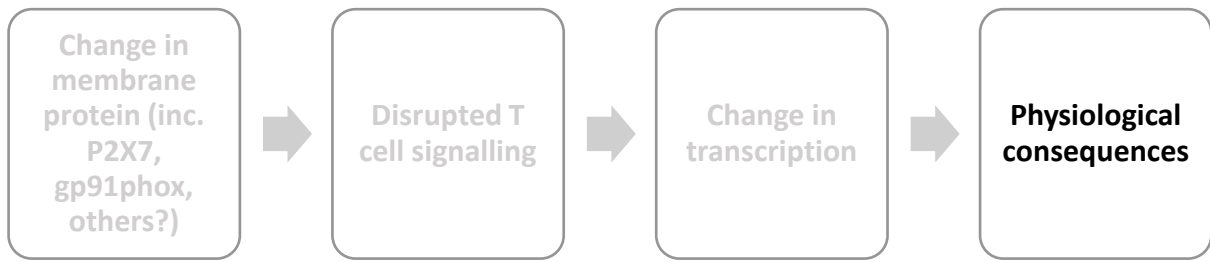 Change in
membrane
protein (inc.
P2X7,
gp91phox,
others?)
Disrupted T
cell signalling
Change in
transcription
Physiological
consequences